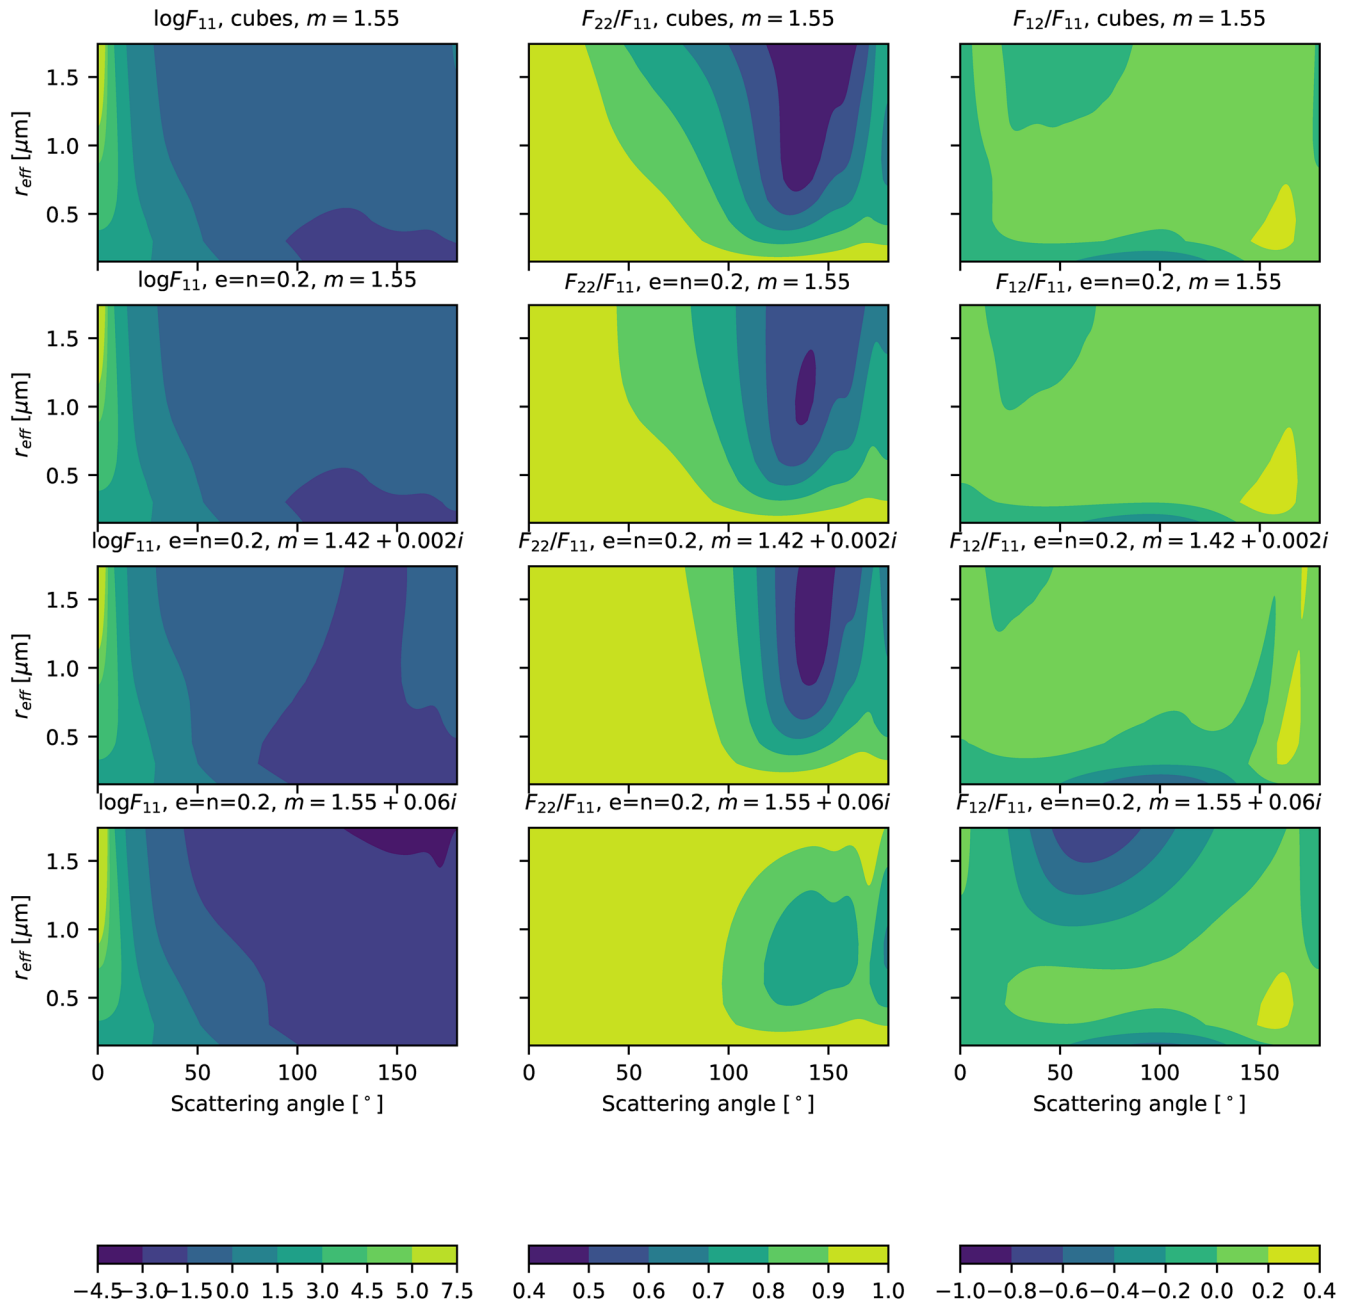 logF₁₁, cubes, m = 1.55
F₂₂/F₁₁, cubes, m = 1.55
F₁₂/F₁₁, cubes, m = 1.55
1.5
1.0
0.5
r_eff [μm]
logF₁₁, e=n=0.2, m = 1.55
F₂₂/F₁₁, e=n=0.2, m = 1.55
F₁₂/F₁₁, e=n=0.2, m = 1.55
1.5
1.0
0.5
r_eff [μm]
logF₁₁, e=n=0.2, m = 1.42 + 0.002i
F₂₂/F₁₁, e=n=0.2, m = 1.42 + 0.002i
F₁₂/F₁₁, e=n=0.2, m = 1.42 + 0.002i
1.5
1.0
0.5
r_eff [μm]
logF₁₁, e=n=0.2, m = 1.55 + 0.06i
F₂₂/F₁₁, e=n=0.2, m = 1.55 + 0.06i
F₁₂/F₁₁, e=n=0.2, m = 1.55 + 0.06i
1.5
1.0
0.5
r_eff [μm]
0 50 100 150
0 50 100 150
0 50 100 150
Scattering angle [°]
Scattering angle [°]
Scattering angle [°]
−4.5 −3.0 −1.5 0.0 1.5 3.0 4.5 5.0 7.5
0.4 0.5 0.6 0.7 0.8 0.9 1.0
−1.0 −0.8 −0.6 −0.4 −0.2 0.0 0.2 0.4